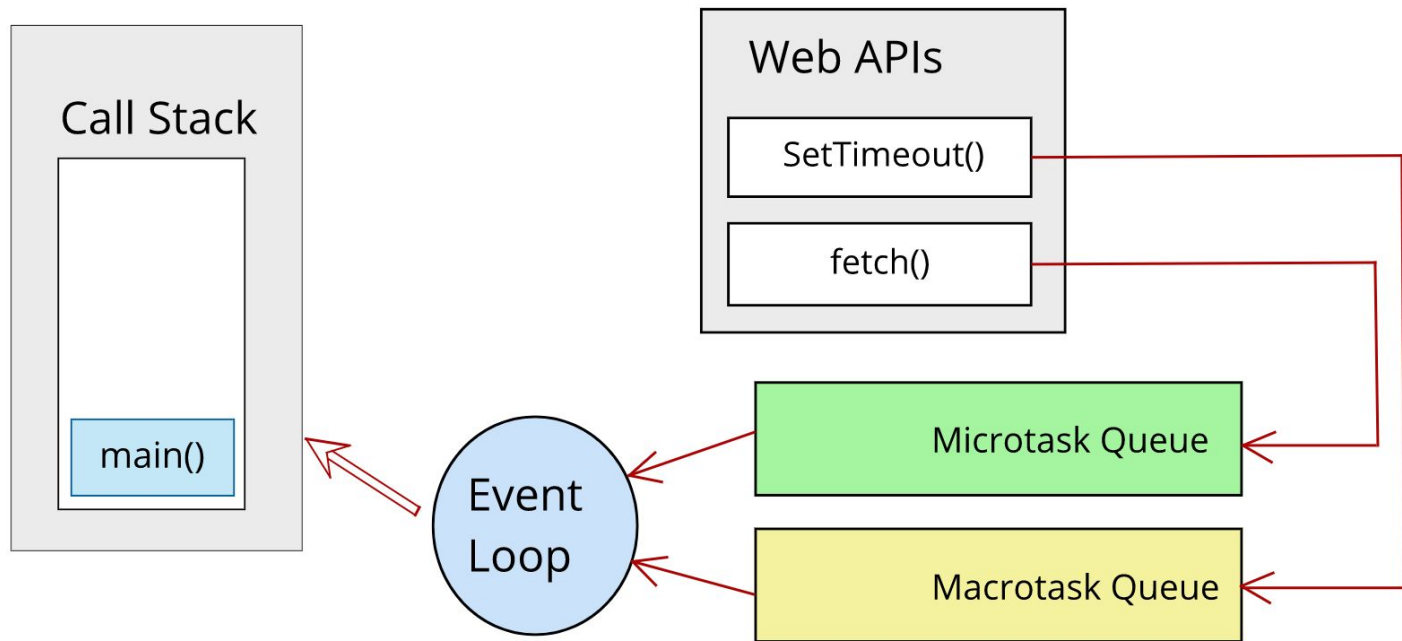 Call Stack
main()
Web APIs
SetTimeout()
fetch()
Event
Loop
Microtask Queue
Macrotask Queue